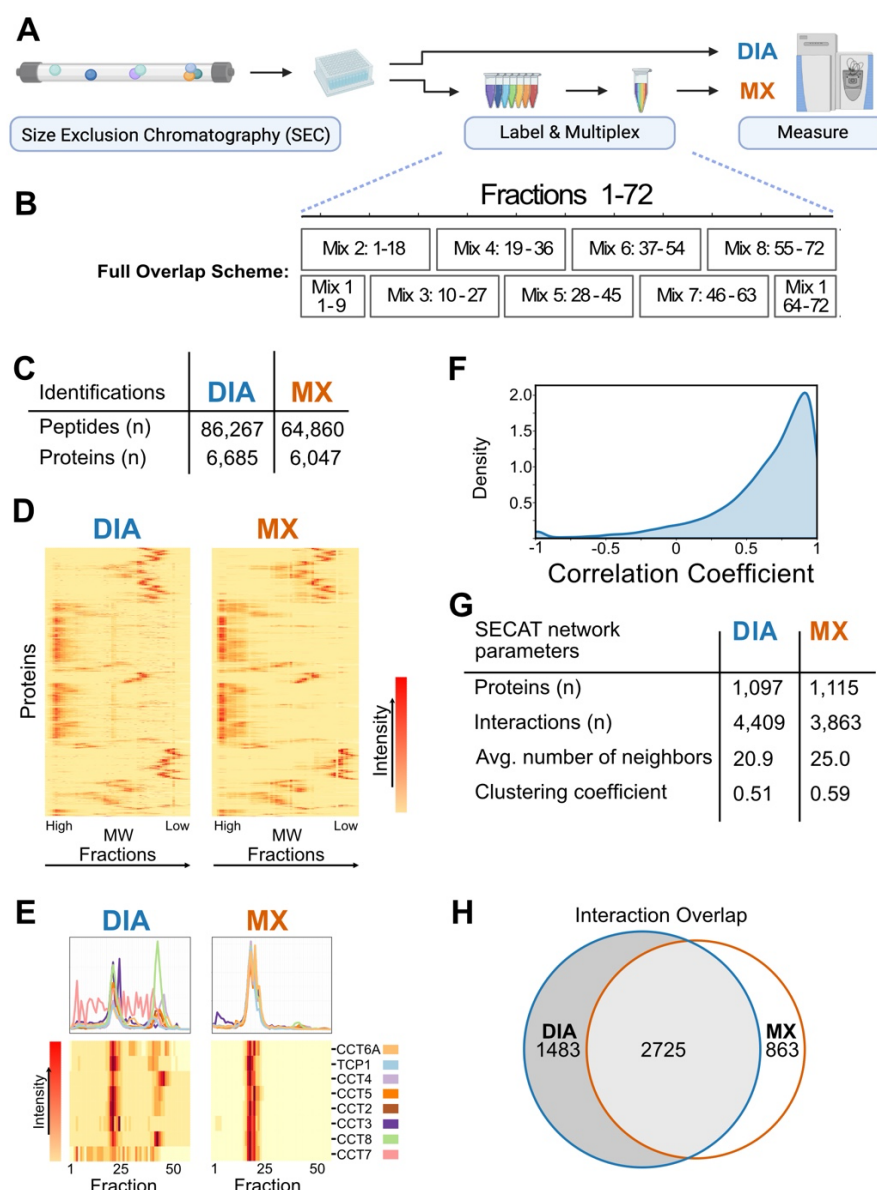 A
DIA
MX
Size Exclusion Chromatography (SEC)
Label & Multiplex
Measure
B
Fractions 1-72
Full Overlap Scheme:
Mix 2: 1-18
Mix 4: 19-36
Mix 6: 37-54
Mix 8: 55-72
Mix 1
1-9
Mix 3: 10-27
Mix 5: 28-45
Mix 7: 46-63
Mix 1
64-72
C
Identifications DIA MX
Peptides (n) 86,267 64,860
Proteins (n) 6,685 6,047
D
DIA
MX
Proteins
High
Low
MW
Fractions
High
Low
MW
Fractions
Intensity
E
DIA
MX
Intensity
CCT6A
TCP1
CCT4
CCT5
CCT2
CCT3
CCT8
CCT7
1 25 50
Fraction
1 25 50
Fraction
F
Density
2.0
1.5
1.0
0.5
-1 -0.5 0 0.5 1
Correlation Coefficient
G
SECAT network
parameters
DIA MX
Proteins (n) 1,097 1,115
Interactions (n) 4,409 3,863
Avg. number of neighbors 20.9 25.0
Clustering coefficient 0.51 0.59
H
Interaction Overlap
DIA
1483
2725
MX
863